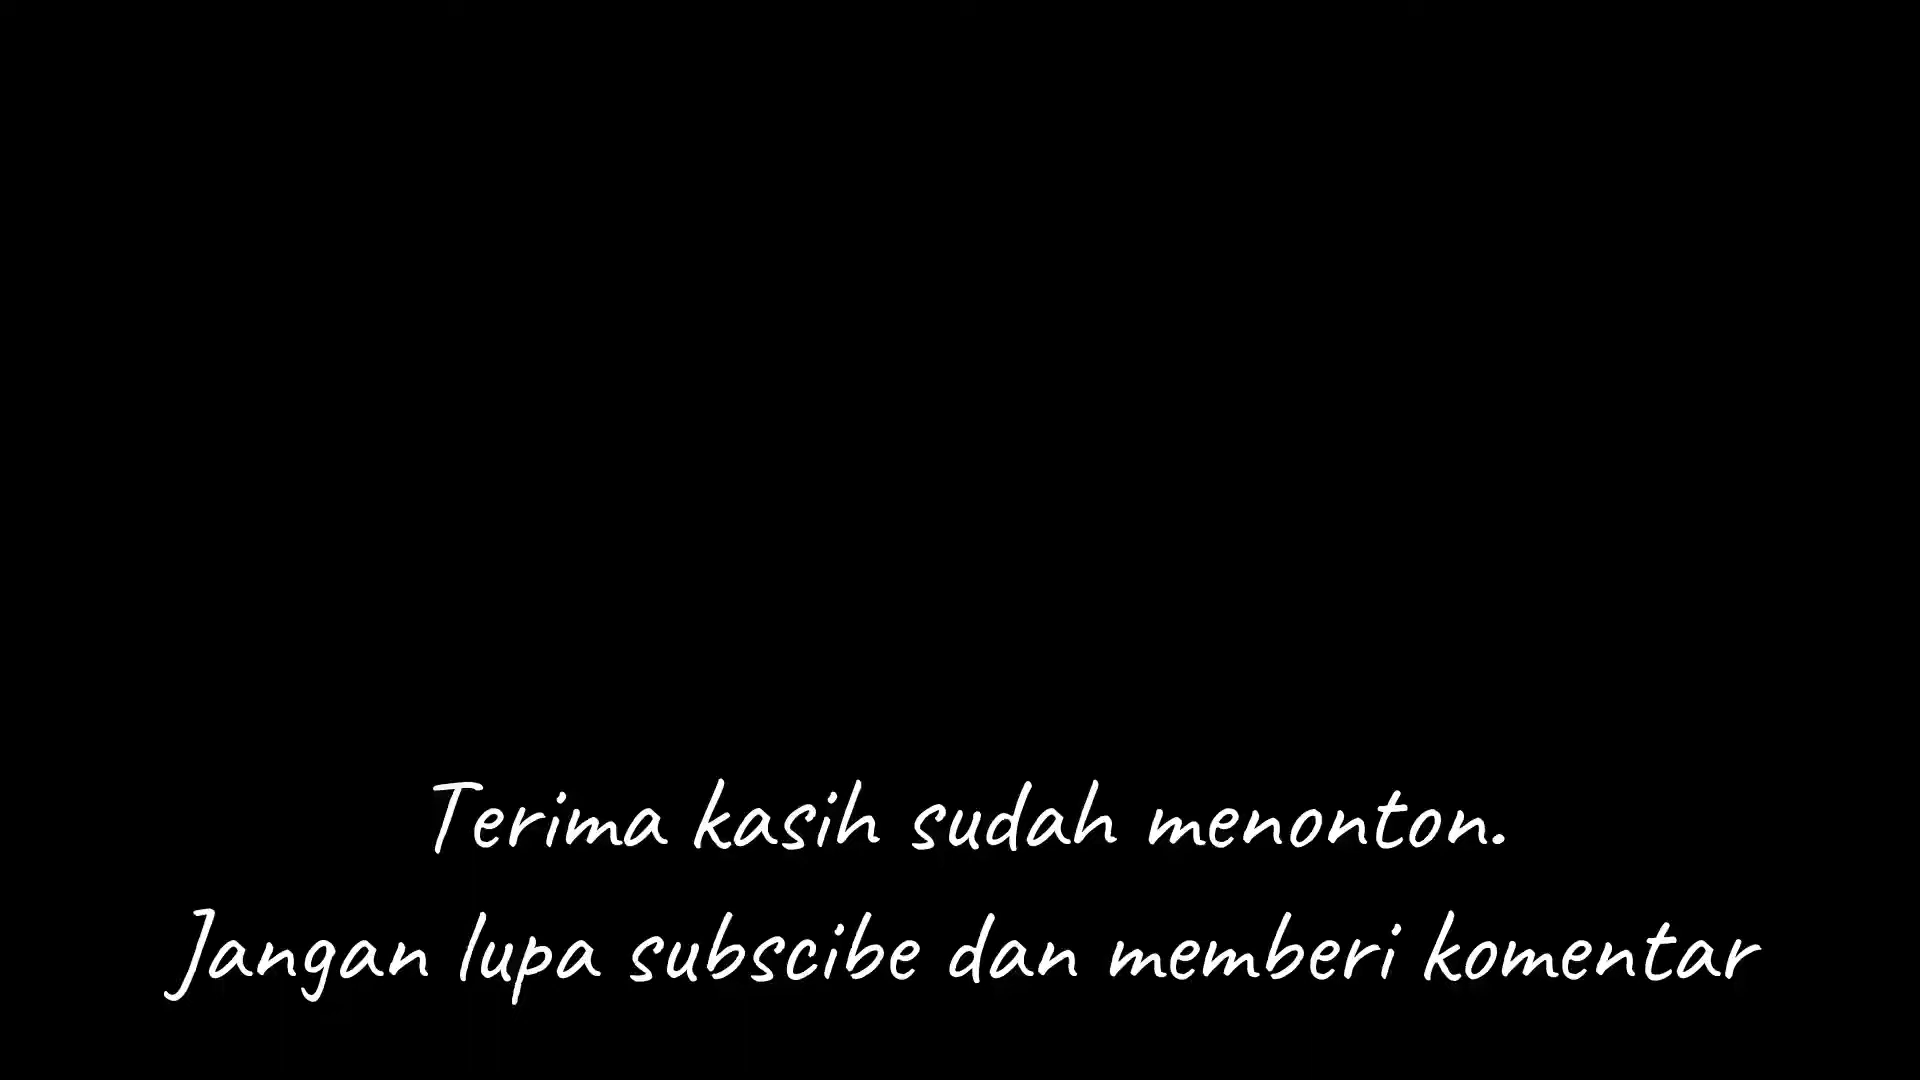 Terima kasih sudah menonton.
Jangan lupa subscibe dan memberi komentar